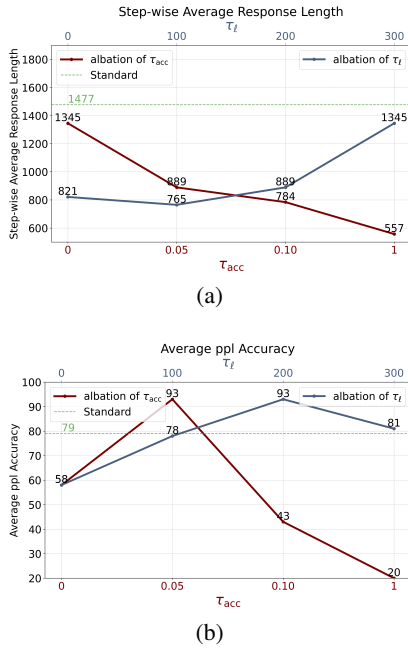 Step-wise Average Response Length
τℓ
0 100 200 300
albation of τacc
Standard
albation of τℓ
Step-wise Average Response Length
1800
1600
1400
1200
1000
800
600
1477
1345
889
784
557
821
765
889
1345
0 0.05 0.10 1
τacc
(a)
Average ppl Accuracy
τℓ
0 100 200 300
albation of τacc
Standard
albation of τℓ
Average ppl Accuracy
100
90
80
70
60
50
40
30
20
79
58
93
43
20
78
93
81
0 0.05 0.10 1
τacc
(b)